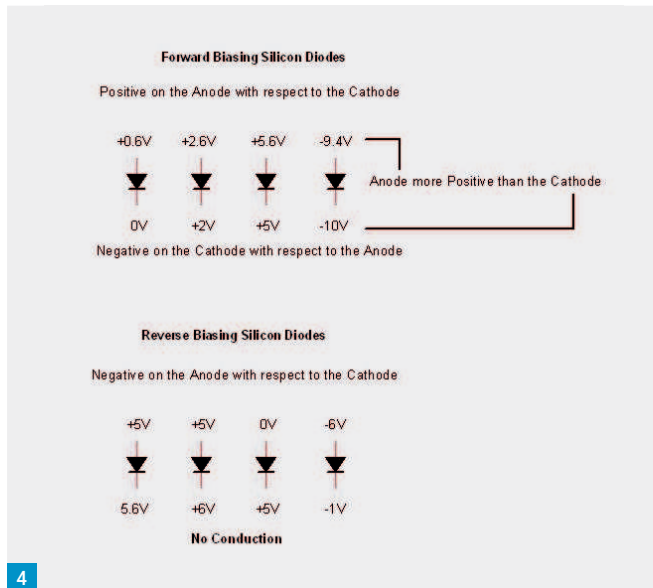 Forward Biasing Silicon Diodes
Positive on the Anode with respect to the Cathode
+0.6V +2.6V +5.6V -9.4V
Anode more Positive than the Cathode
0V +2V +5V -10V
Negative on the Cathode with respect to the Anode
Reverse Biasing Silicon Diodes
Negative on the Anode with respect to the Cathode
+5V +5V 0V -6V
5.6V +6V +5V -1V
No Conduction
4